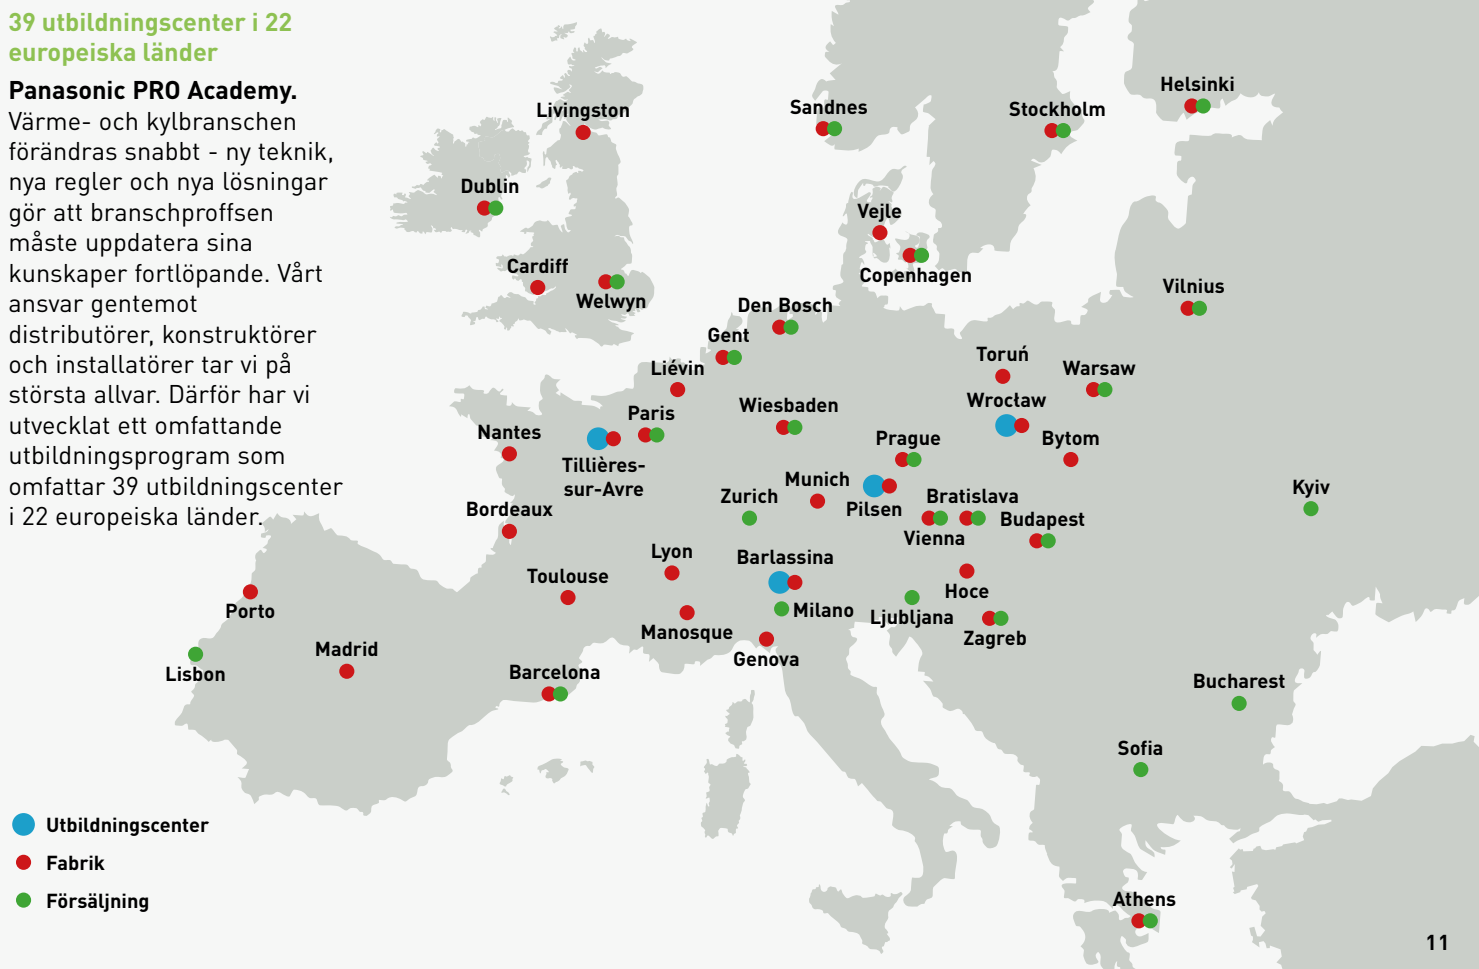 39 utbildningscenter i 22
europeiska länder
Panasonic PRO Academy.
Värme- och kylbranschen
förändras snabbt - ny teknik,
nya regler och nya lösningar
gör att branschproffsen
måste uppdatera sina
kunskaper fortlöpande. Vårt
ansvar gentemot
distributörer, konstruktörer
och installatörer tar vi på
största allvar. Därför har vi
utvecklat ett omfattande
utbildningsprogram som
omfattar 39 utbildningscenter
i 22 europeiska länder.
Helsinki
Sandnes
Stockholm
Livingston
Dublin
Vejle
Cardiff
Copenhagen
Welwyn
Vilnius
Den Bosch
Gent
Toruń
Liévin
Warsaw
Wrocław
Wiesbaden
Paris
Nantes
Prague
Bytom
Tillières-
sur-Avre
Munich
Kyiv
Zurich
Pilsen
Bratislava
Bordeaux
Budapest
Vienna
Lyon
Barlassina
Toulouse
Hoce
Porto
Milano
Ljubljana
Manosque
Zagreb
Madrid
Genova
Lisbon
Barcelona
Bucharest
Sofia
Utbildningscenter
Fabrik
Försäljning
Athens
11